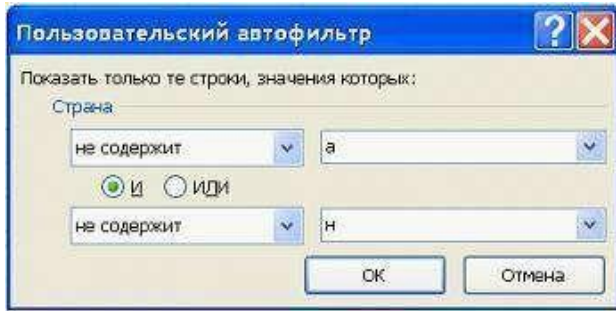 Пользовательский автофильтр
Показать только те строки, значения которых:
Страна
не содержит а
И ИЛИ
не содержит н
ОК Отмена